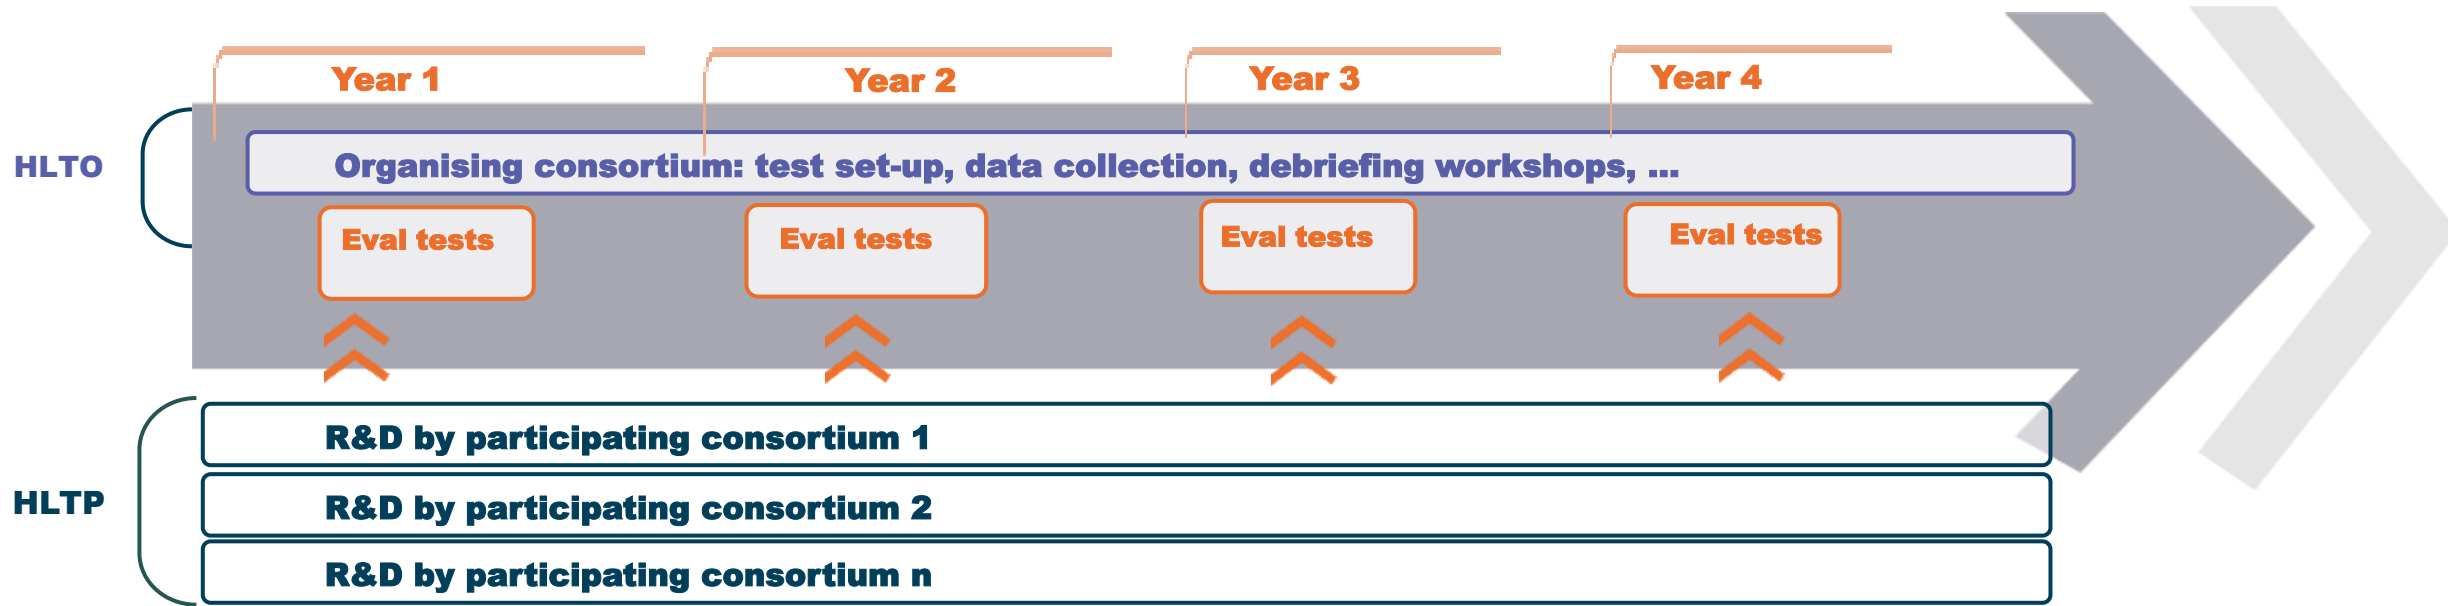 Year 1
Year 2
Year 3
Year 4
HLTO
Organising consortium: test set-up, data collection, debriefing workshops, ...
Eval tests
Eval tests
Eval tests
Eval tests
HLTP
R&D by participating consortium 1
R&D by participating consortium 2
R&D by participating consortium n